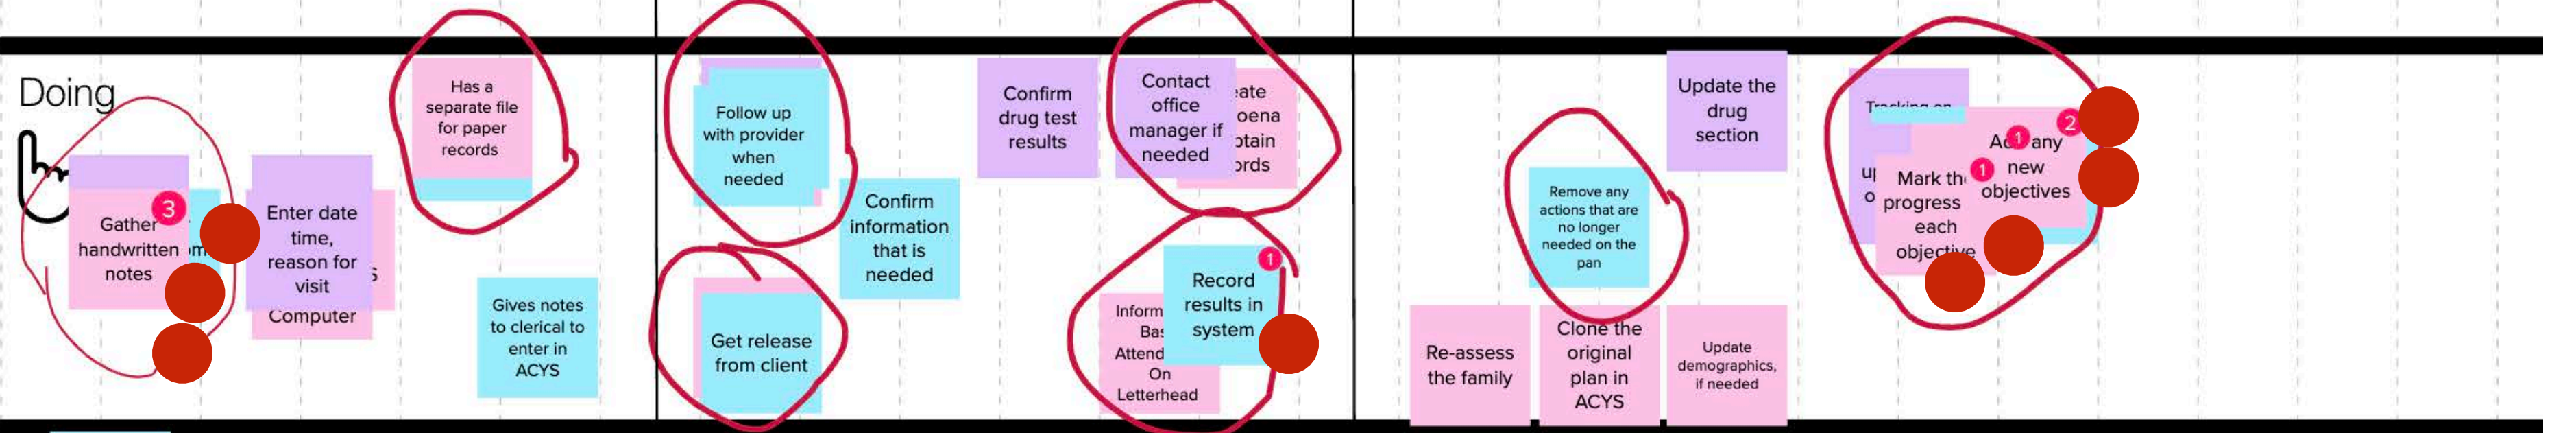 Doing
3
Gather
handwritten
notes
Enter date
time,
reason for
visit
Computer
Has a
separate file
for paper
records
Gives notes
to clerical to
enter in
ACYS
Follow up
with provider
when
needed
Get release
from client
Confirm
information
that is
needed
Confirm
drug test
results
Contact
office
manager if
needed
Attend
On
Letterhead
1
Record
results in
system
Remove any
actions that are
no longer
needed on the
pan
Re-assess
the family
Clone the
original
plan in
ACYS
Update
demographics,
if needed
Update the
drug
section
2
1
any
new
objectives
1
Mark
progress
each
objective